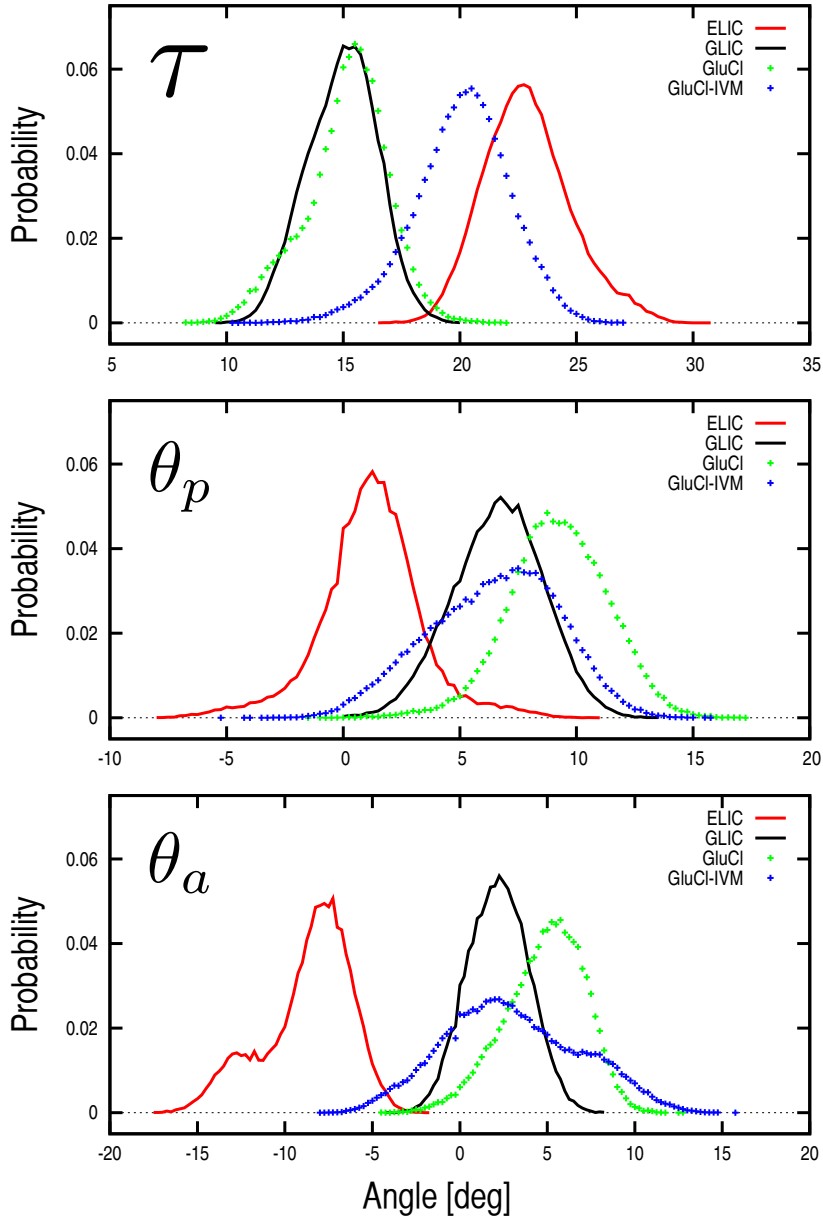 τ
ELIC
GLIC
GluCl
GluCl-IVM
Probability
0.06
0.04
0.02
0
5 10 15 20 25 30 35
θp
ELIC
GLIC
GluCl
GluCl-IVM
Probability
0.06
0.04
0.02
0
-10 -5 0 5 10 15 20
θa
ELIC
GLIC
GluCl
GluCl-IVM
Probability
0.06
0.04
0.02
0
-20 -15 -10 -5 0 5 10 15 20
Angle [deg]